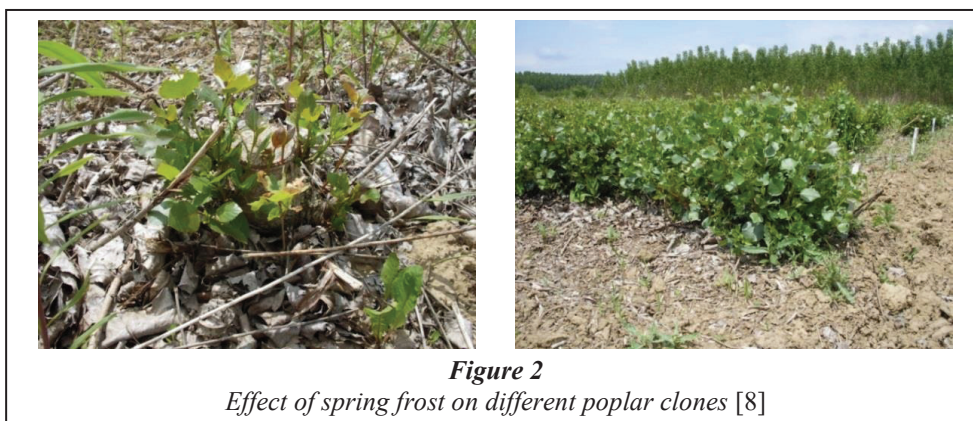 Figure 2
Effect of spring frost on different poplar clones [8]